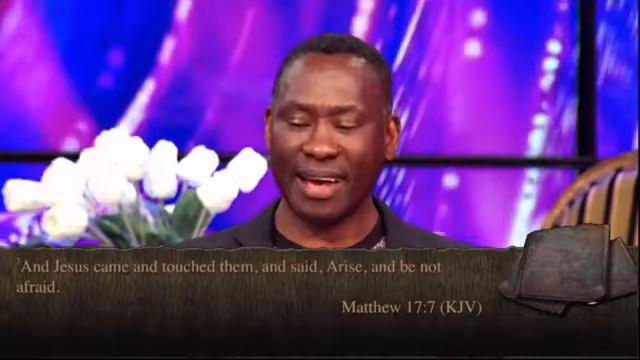 7And Jesus came and touched them, and said, Arise, and be not
afraid.
Matthew 17:7 (KJV)